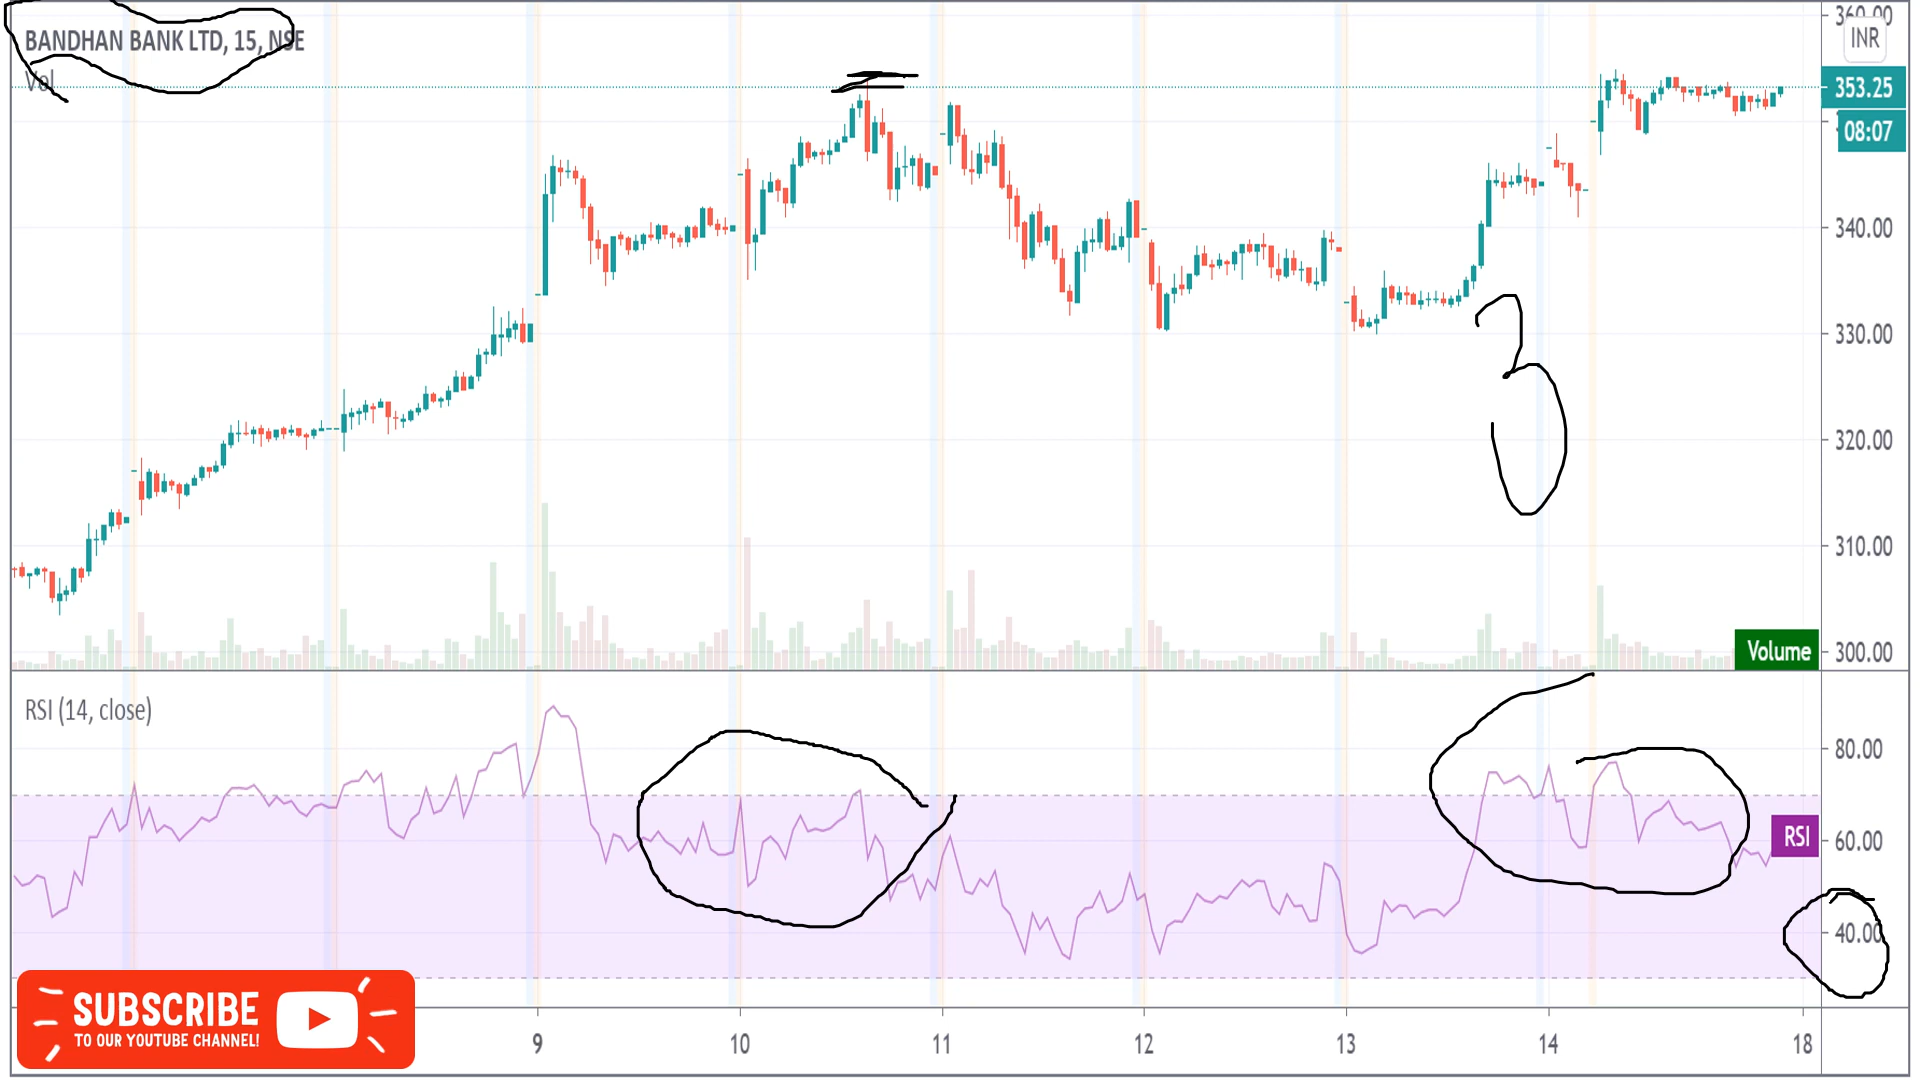 BANDHAN BANK LTD, 15, NSE
Vol
360.00
INR
353.25
08:07
340.00
330.00
320.00
310.00
300.00
Volume
RSI (14, close)
80.00
RSI
60.00
40.00
SUBSCRIBE
TO OUR YOUTUBE CHANNEL!
9 10 11 12 13 14 18